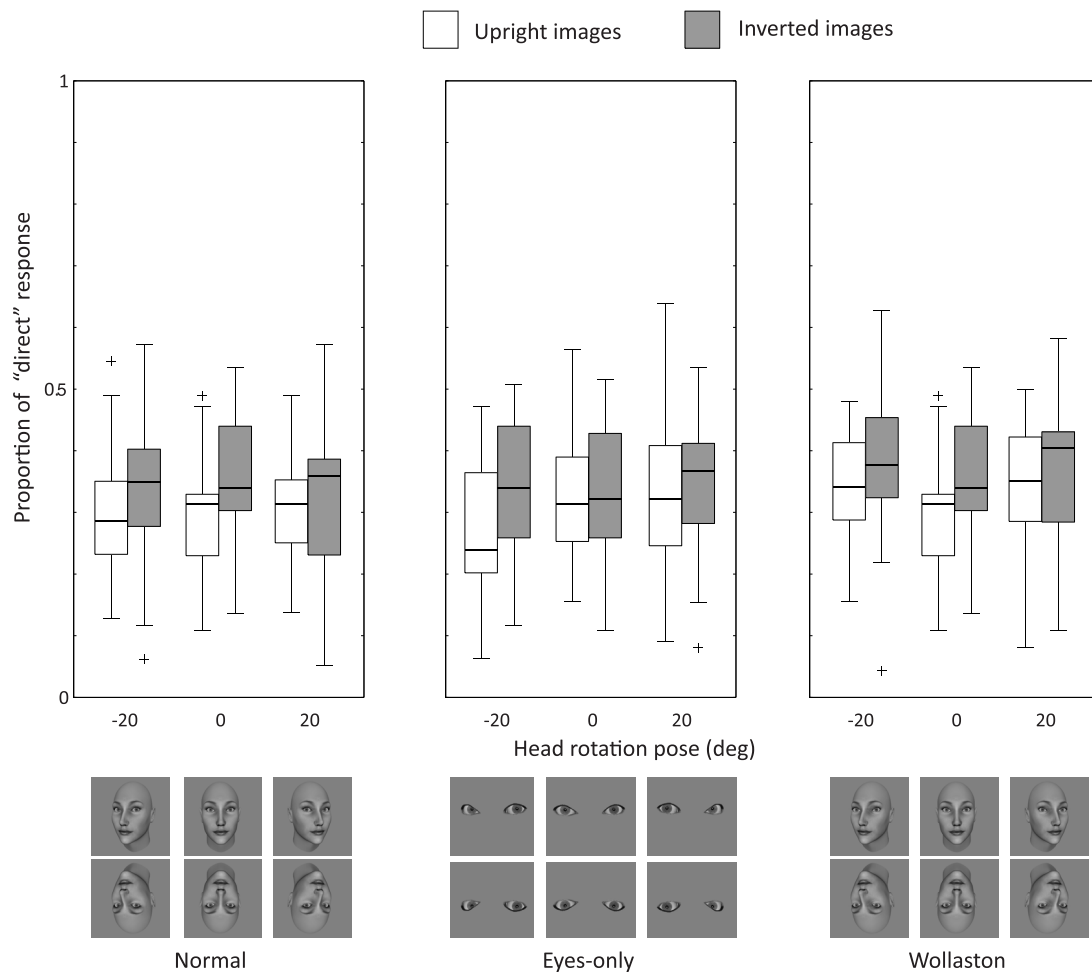 Upright images
Inverted images
Proportion of "direct" response
1
0.5
0
-20 0 20
-20 0 20
-20 0 20
Head rotation pose (deg)
Normal
Eyes-only
Wollaston